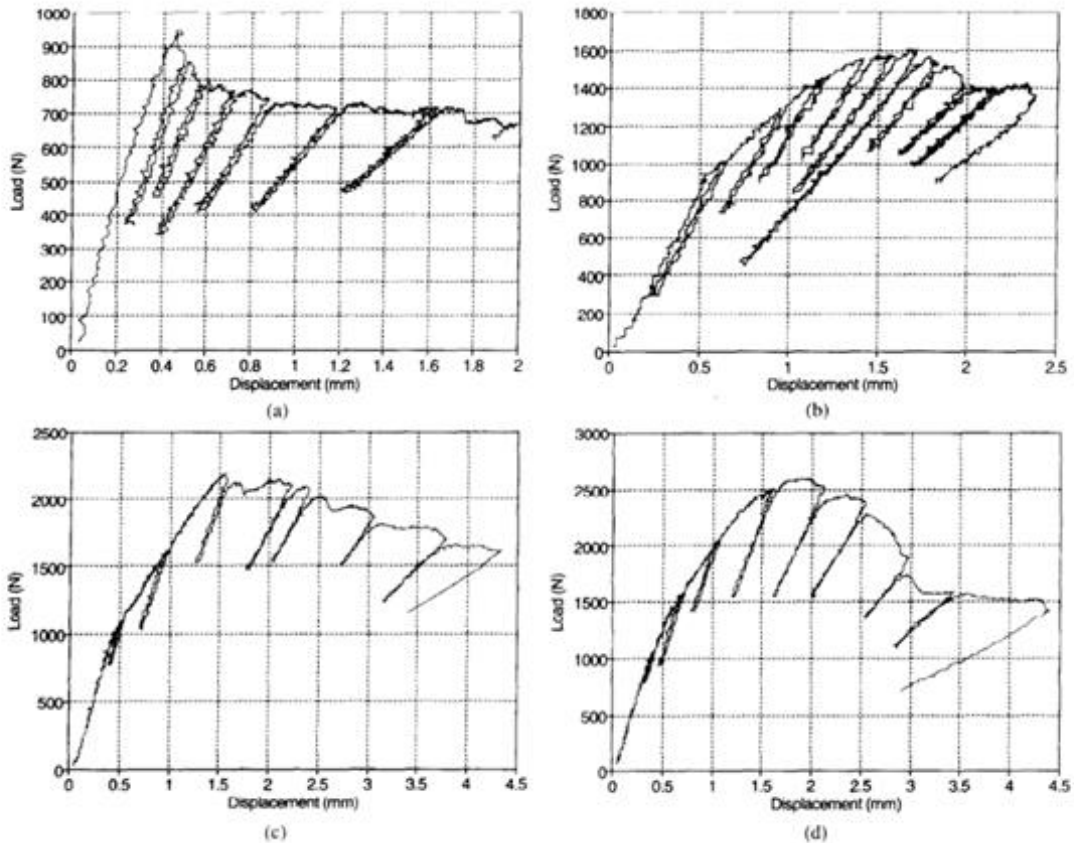 1000
900
800
700
600
500
400
300
200
100
0
Load (N)
0 0.2 0.4 0.6 0.8 1 1.2 1.4 1.6 1.8 2
Displacement (mm)
(a)
1800
1600
1400
1200
1000
800
600
400
200
0
Load (N)
0 0.5 1 1.5 2 2.5
Displacement (mm)
(b)
2500
2000
1500
1000
500
0
Load (N)
0 0.5 1 1.5 2 2.5 3 3.5 4 4.5
Displacement (mm)
(c)
3000
2500
2000
1500
1000
500
0
Load (N)
0 0.5 1 1.5 2 2.5 3 3.5 4 4.5
Displacement (mm)
(d)